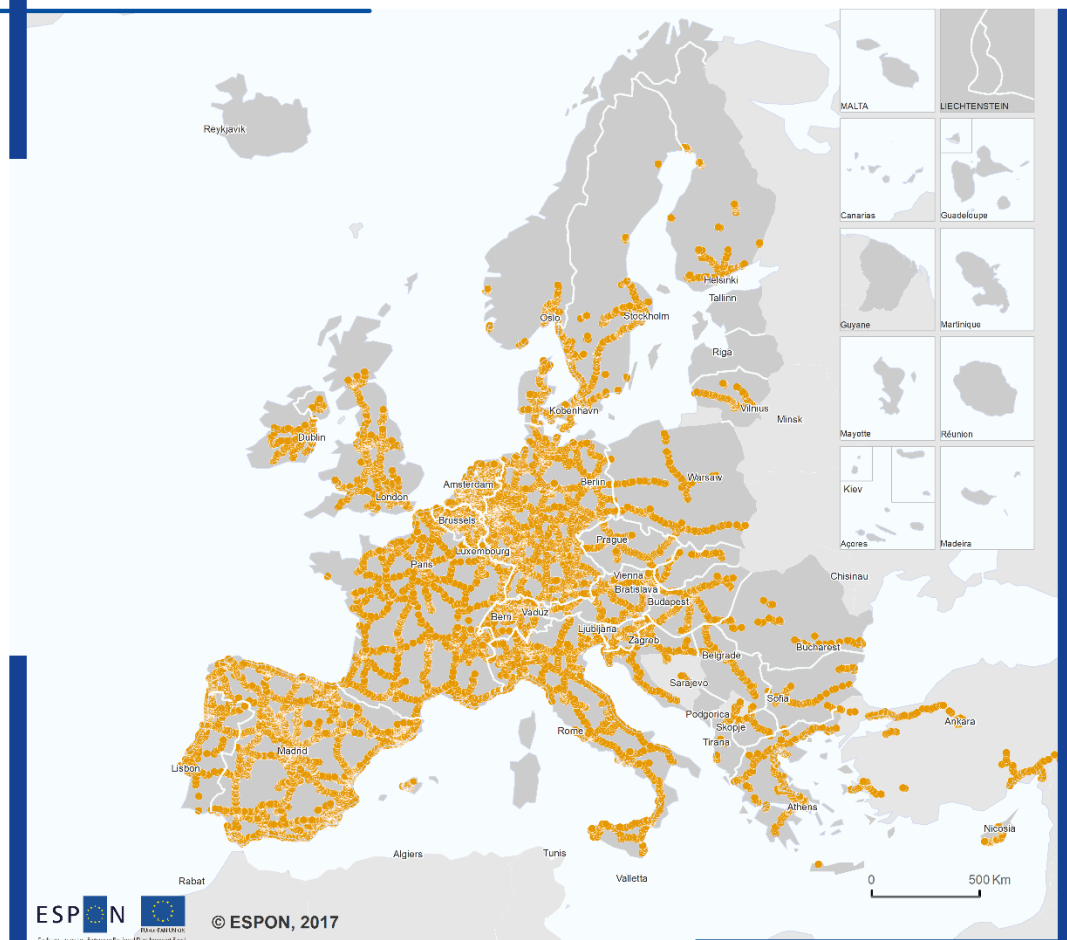 MALTA
LIECHTENSTEIN
Reykjavik
Canarias
Guadeloupe
Helsinki
Tallinn
Oslo
Stockholm
Guyane
Martinique
Riga
Kobenhavn
Vilnius
Minsk
Mayotte
Réunion
Dublin
Amsterdam
Berlin
Warsaw
London
Kiev
Brussels
Prague
Açores
Madeira
Luxembourg
Paris
Vienna
Chisinau
Bratislava
Budapest
Bern
Vaduz
Ljubljana
Zagreb
Bucharest
Belgrade
Sarajevo
Sofia
Podgorica
Skopje
Ankara
Rome
Tirana
Madrid
Lisbon
Athens
Nicosia
Algiers
Tunis
Valletta
Rabat
0 500 Km
ESPON
© ESPON, 2017